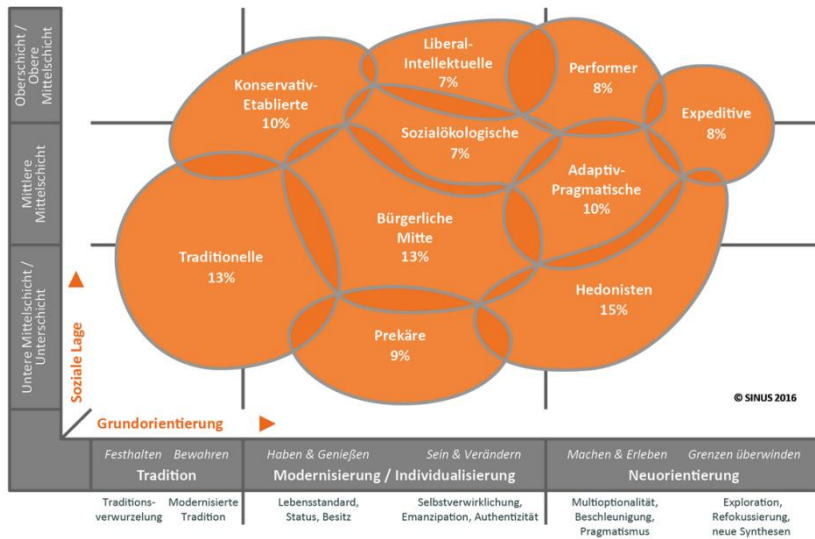 Oberschicht /
Obere
Mittelschicht
Mittlere
Mittelschicht
Untere Mittelschicht /
Unterschicht
Soziale Lage
Konservativ-
Etablierte
10%
Liberal-
Intellektuelle
7%
Performer
8%
Expeditive
8%
Sozialökologische
7%
Adaptiv-
Pragmatische
10%
Traditionelle
13%
Bürgerliche
Mitte
13%
Hedonisten
15%
Prekäre
9%
© SINUS 2016
Grundorientierung
Festhalten Bewahren
Tradition
Haben & Genießen Sein & Verändern
Modernisierung / Individualisierung
Machen & Erleben Grenzen überwinden
Neuorientierung
Traditions-
verwurzelung
Modernisierte
Tradition
Lebensstandard,
Status, Besitz
Selbstverwirklichung,
Emanzipation, Authentizität
Multioptionalität,
Beschleunigung,
Pragmatismus
Exploration,
Refokussierung,
neue Synthesen